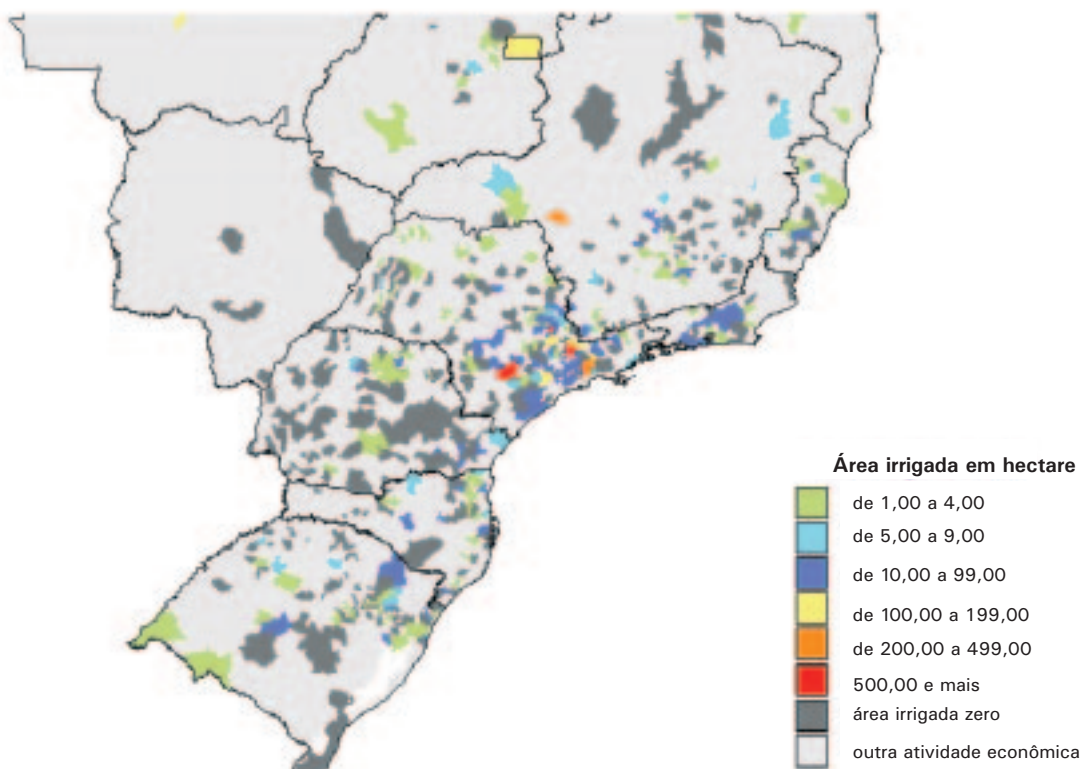 Área irrigada em hectare
de 1,00 a 4,00
de 5,00 a 9,00
de 10,00 a 99,00
de 100,00 a 199,00
de 200,00 a 499,00
500,00 e mais
área irrigada zero
outra atividade econômica